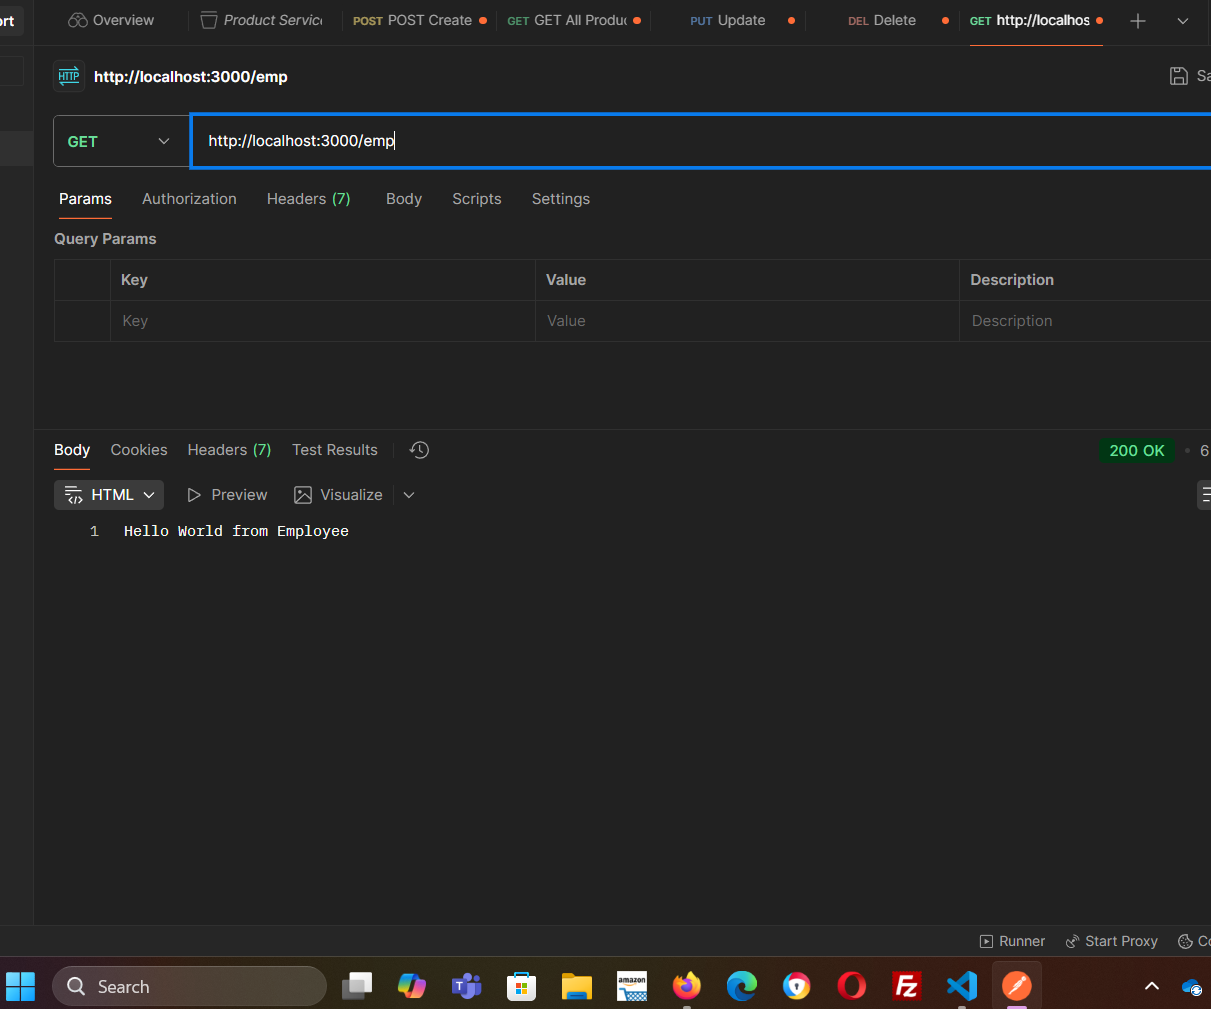 ort
Overview
Product Servic
POST POST Create
GET GET All Produc
PUT Update
DEL Delete
GET http://localhos
HTTP http://localhost:3000/emp
Sa
GET http://localhost:3000/emp
Params Authorization Headers (7) Body Scripts Settings
Query Params
Key Value Description
Key Value Description
Body Cookies Headers (7) Test Results 200 OK 6
HTML Preview Visualize
1 Hello World from Employee
Runner Start Proxy Co
Search
amazon